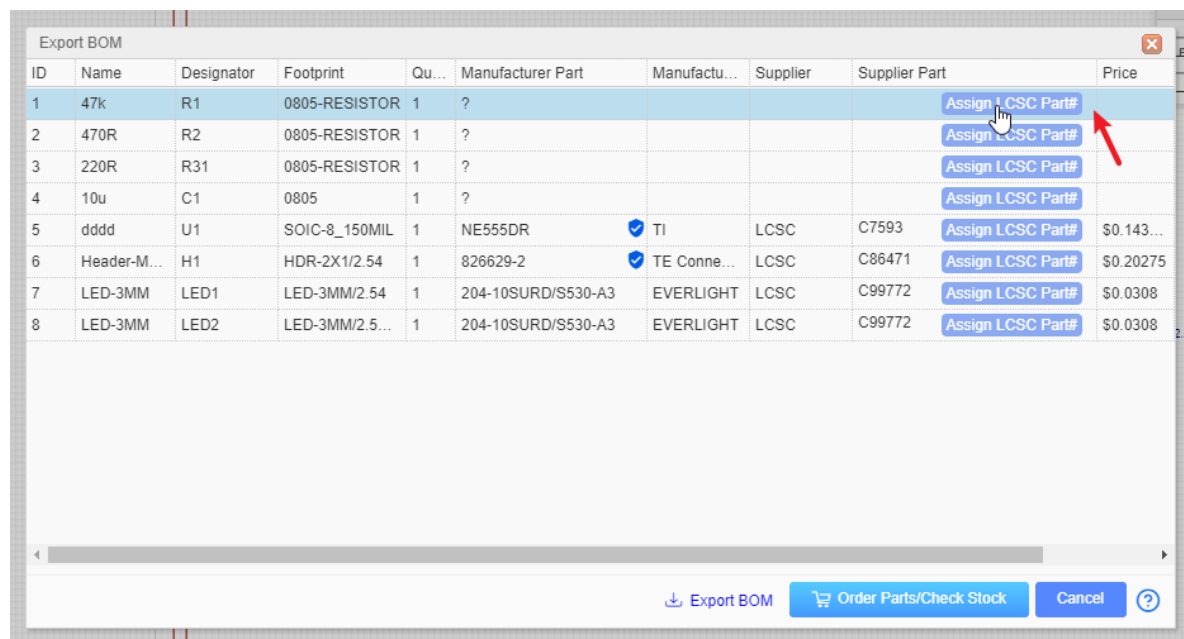 Export BOM
ID Name Designator Footprint Qu... Manufacturer Part Manufactu... Supplier Supplier Part Price
1 47k R1 0805-RESISTOR 1 ? Assign LCSC Part#
2 470R R2 0805-RESISTOR 1 ? Assign LCSC Part#
3 220R R31 0805-RESISTOR 1 ? Assign LCSC Part#
4 10u C1 0805 1 ? Assign LCSC Part#
5 dddd U1 SOIC-8_150MIL 1 NE555DR TI LCSC C7593 Assign LCSC Part# $0.143...
6 Header-M... H1 HDR-2X1/2.54 1 826629-2 TE Conne... LCSC C86471 Assign LCSC Part# $0.20275
7 LED-3MM LED1 LED-3MM/2.54 1 204-10SURD/S530-A3 EVERLIGHT LCSC C99772 Assign LCSC Part# $0.0308
8 LED-3MM LED2 LED-3MM/2.5... 1 204-10SURD/S530-A3 EVERLIGHT LCSC C99772 Assign LCSC Part# $0.0308
Export BOM Order Parts/Check Stock Cancel ?